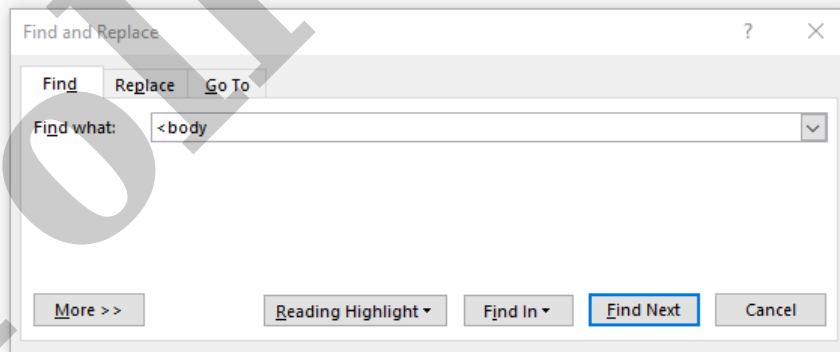 Find and Replace ?
Find Replace Go To
Find what: <body
More >> Reading Highlight Find In Find Next Cancel